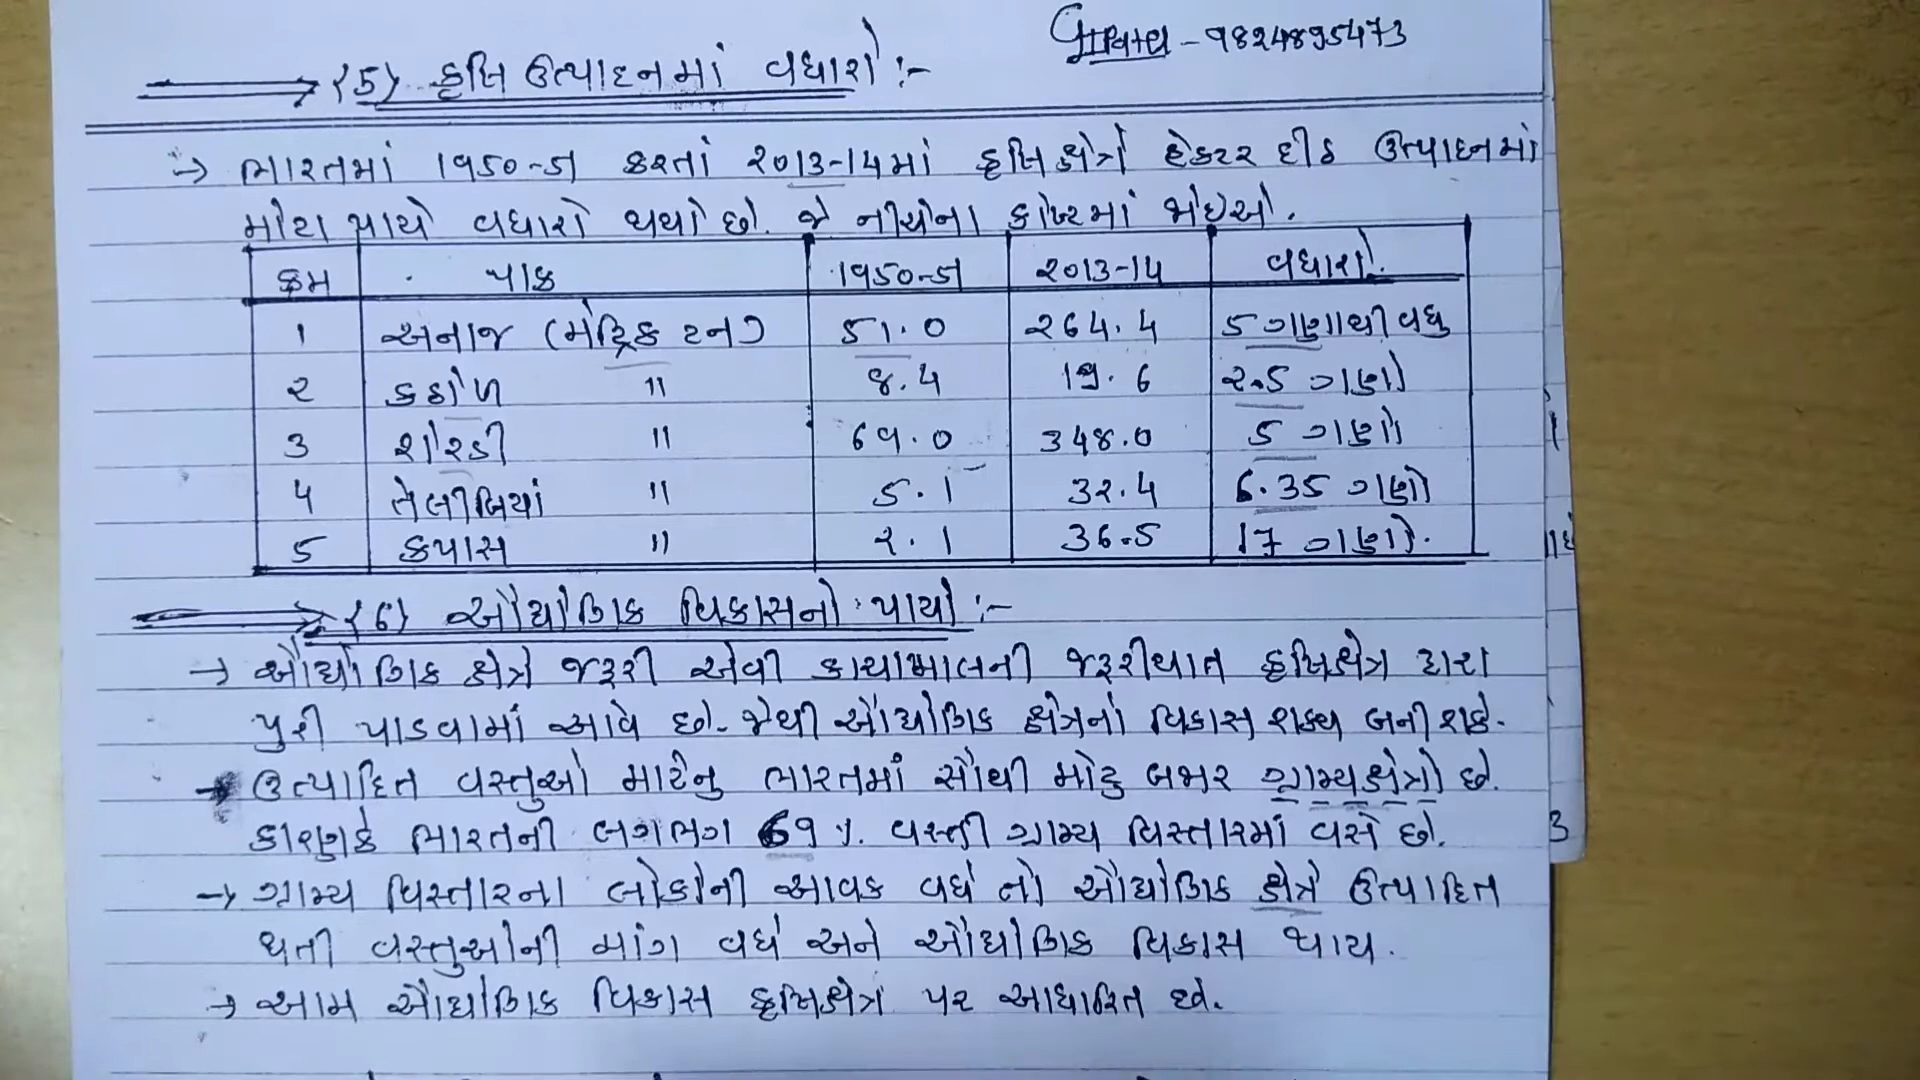 9824895473
{5} કૃષિ ઉત્પાદનમાં વધારો :-
→ ભારતમાં 1950-51 કરતાં 2013-14માં કૃષિક્ષેત્રે હેકટર દીઠ ઉત્પાદનમાં
મોટા પાયે વધારો થયો છે. જે નીચેના કોષ્ટમાં જોઈએ.
ક્રમ પાક 1950-51 2013-14 વધારો.
1 અનાજ (મેટ્રિક ટન) 51.0 264.4 5 ગણાથી વધુ
2 કઠોળ " 8.4 19.6 2.5 ગણો
3 શેરડી " 69.0 348.0 5 ગણો
4 તેલીબિયાં " 5.1 32.4 6.35 ગણો
5 કપાસ " 2.1 36.5 17 ગણો.
{6} ઔદ્યોગિક વિકાસનો પાયો :-
→ ઔદ્યોગિક ક્ષેત્રે જરૂરી એવી કાચામાલની જરૂરીયાત કૃષિક્ષેત્ર દ્વારા
પુરી પાડવામાં આવે છે. જેથી ઔદ્યોગિક ક્ષેત્રનો વિકાસ શક્ય બની શકે.
→ ઉત્પાદિત વસ્તુઓ માટેનુ ભારતમાં સૌથી મોટુ બજાર ગ્રામ્યક્ષેત્રો છે.
કારણકે ભારતની લગભગ 69 %. વસ્તી ગ્રામ્ય વિસ્તારમાં વસે છે.
→ ગ્રામ્ય વિસ્તારના લોકોની આવક વધે તો ઔદ્યોગિક ક્ષેત્રે ઉત્પાદિત
થતી વસ્તુઓની માંગ વધે અને ઔદ્યોગિક વિકાસ થાય.
→ આમ ઔદ્યોગિક વિકાસ કૃષિક્ષેત્ર પર આધારિત છે.